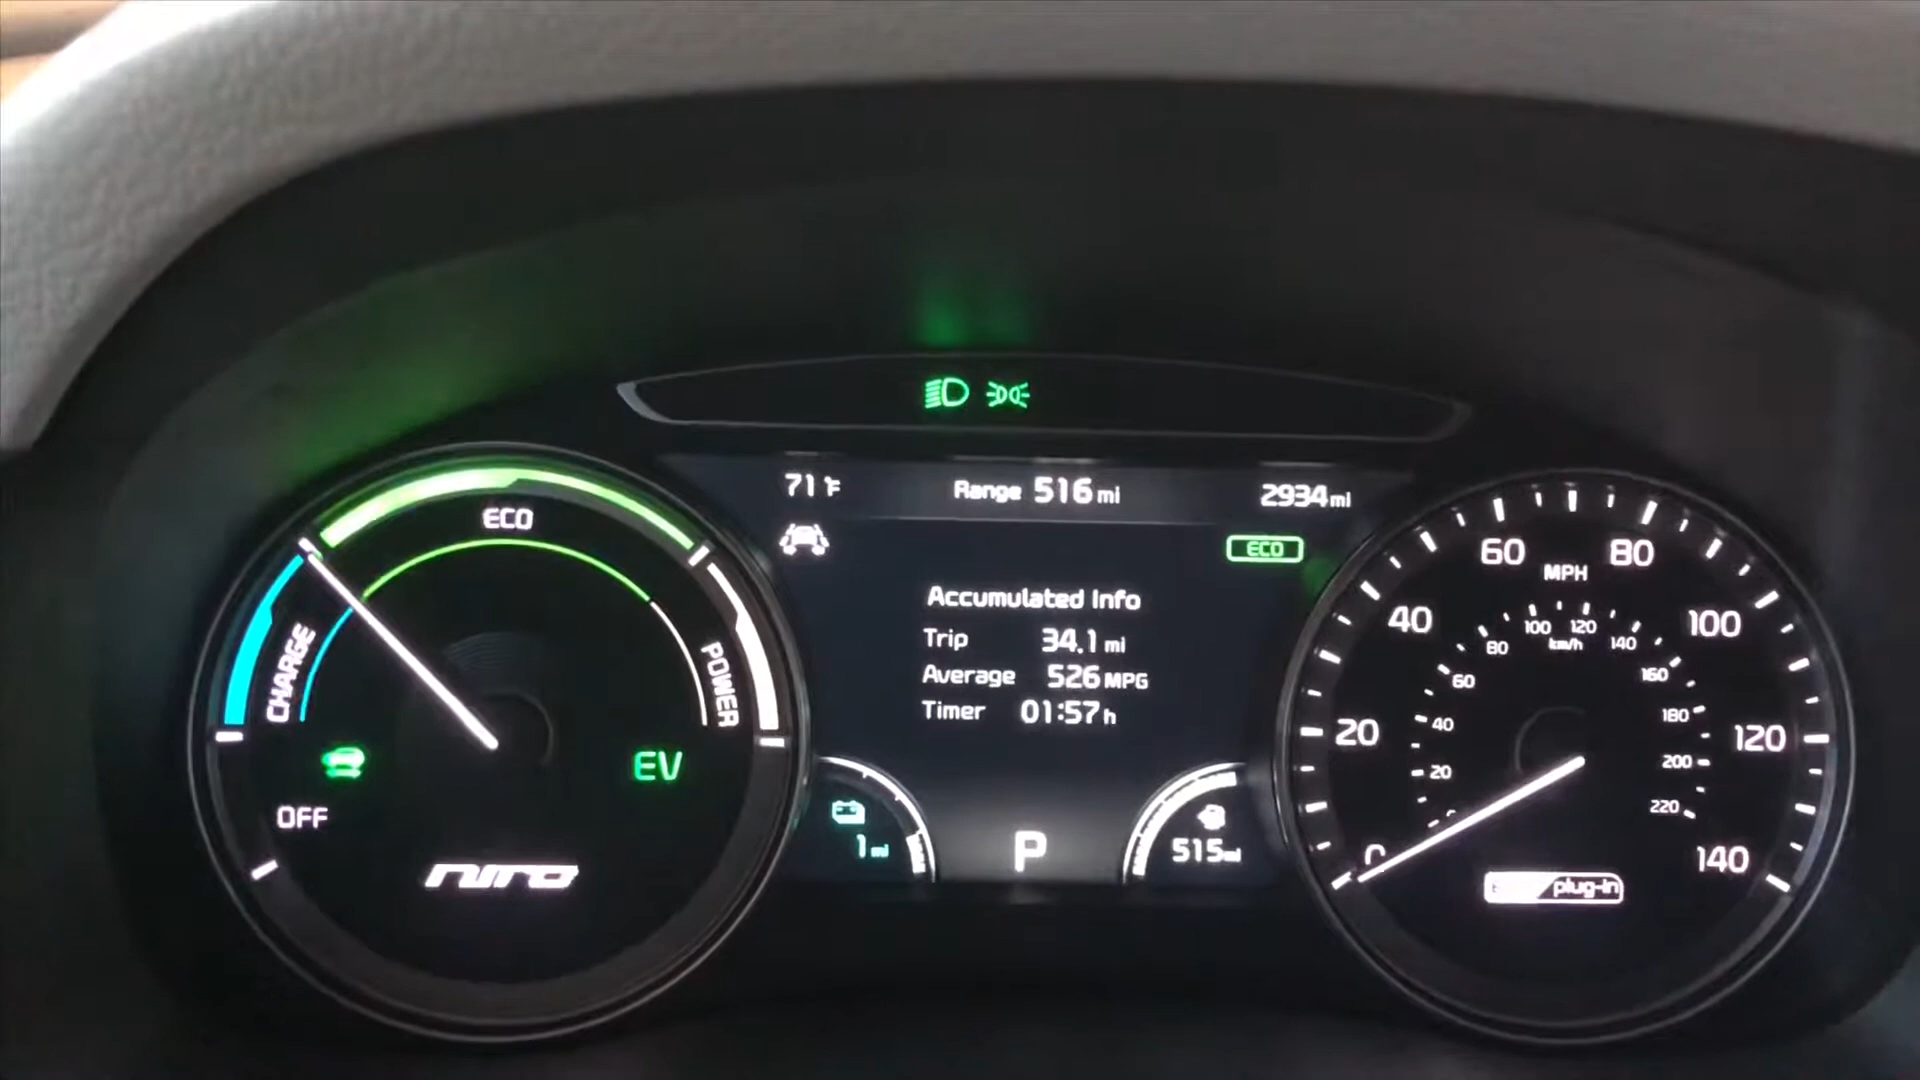 71°F
Range 516 mi
2934 mi
ECO
Accumulated Info
Trip 34.1 mi
Average 526 MPG
Timer 01:57 h
1 mi
P
515 mi
ECO
CHARGE
POWER
EV
OFF
NIRO
MPH
20
40
60
80
100
120
140
km/h
20
40
60
80
100
120
140
160
180
200
220
plug-in